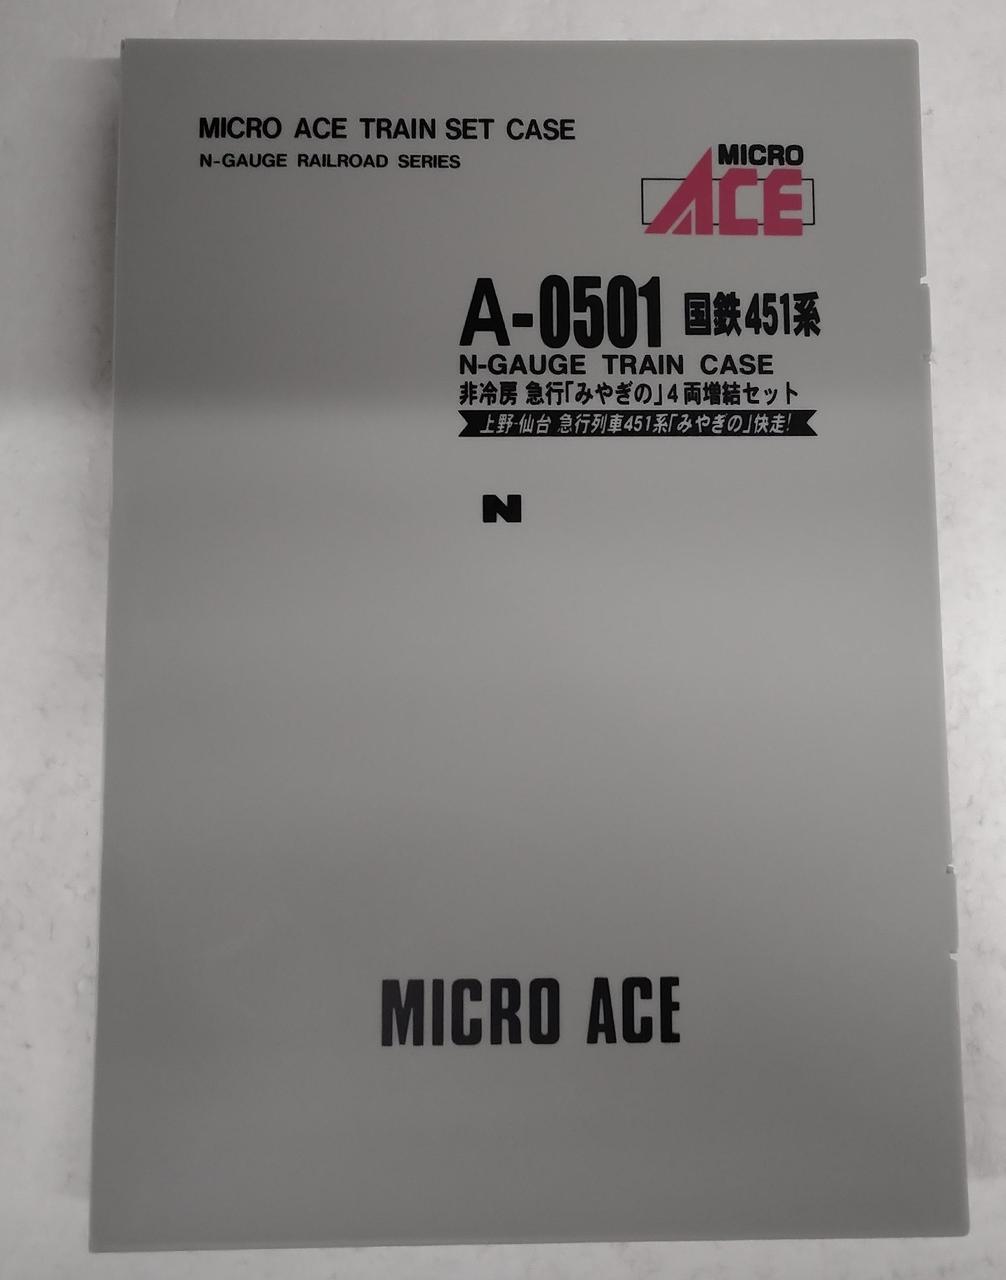 MICRO ACE TRAIN SET CASE
N-GAUGE RAILROAD SERIES
MICRO
ACE
A-0501 国鉄451系
N-GAUGE TRAIN CASE
非冷房 急行「みやぎの」4両増結セット
上野-仙台 急行列車451系「みやぎの」快走!
N
MICRO ACE